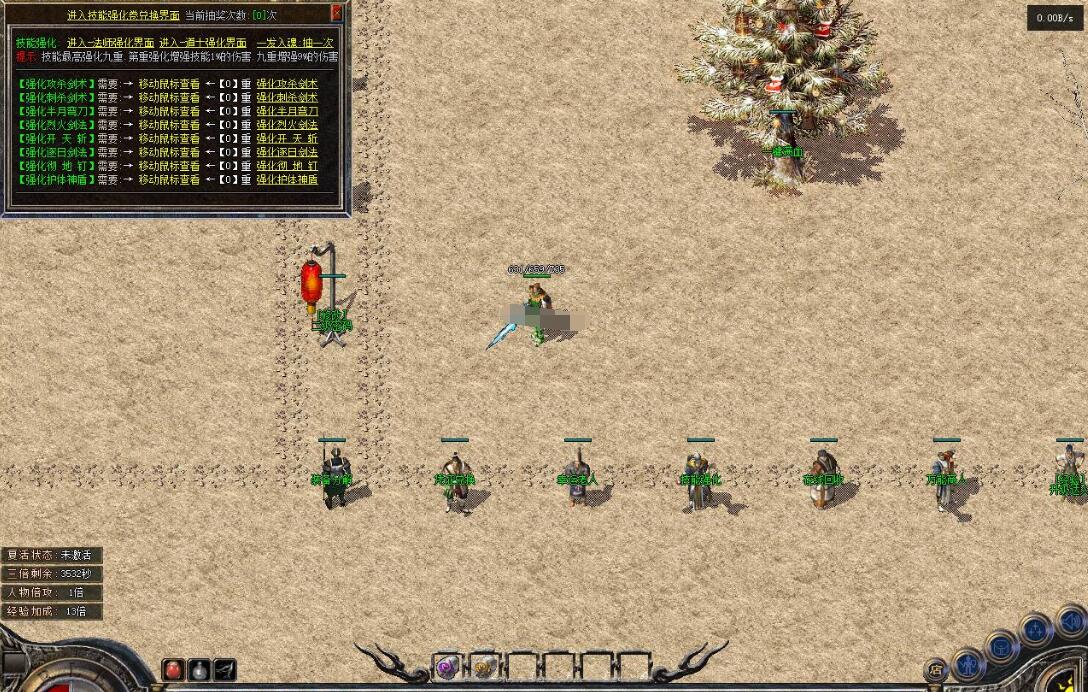 进入技能强化卷兑换界面 当前抽奖次数:[0]次
技能强化: 进入-法师强化界面 进入-道士强化界面 一发入魂:抽一次
提示:技能最高强化九重.第重强化增强技能1%的伤害.九重增强9%的伤害
【强化攻杀剑术】需要:→ 移动鼠标查看 ←【0】重 强化攻杀剑术
【强化刺杀剑术】需要:→ 移动鼠标查看 ←【0】重 强化刺杀剑术
【强化半月弯刀】需要:→ 移动鼠标查看 ←【0】重 强化半月弯刀
【强化烈火剑法】需要:→ 移动鼠标查看 ←【0】重 强化烈火剑法
【强化开 天 斩】需要:→ 移动鼠标查看 ←【0】重 强化开 天 斩
【强化逐日剑法】需要:→ 移动鼠标查看 ←【0】重 强化逐日剑法
【强化彻 地 钉】需要:→ 移动鼠标查看 ←【0】重 强化彻 地 钉
【强化护体神盾】需要:→ 移动鼠标查看 ←【0】重 强化护体神盾
0.00B/s
二级密码
装备分解
幸运老人
技能强化
万能商人
复活状态:未激活
三倍剩余:3532秒
人物倍攻: 1倍
经验加成: 13倍